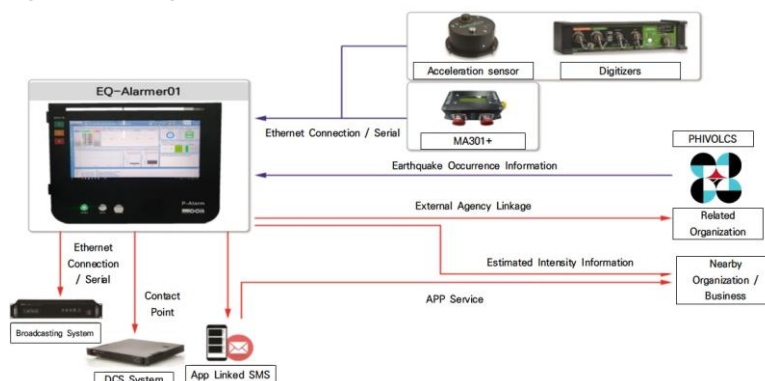 EQ-Alarmer01
P-Alarm
Acceleration sensor
Digitizers
MA301+
Ethernet Connection / Serial
PHIVOLCS
Earthquake Occurrence Information
External Agency Linkage
Related
Organization
Estimated Intensity Information
Nearby
Organization /
Business
APP Service
Ethernet
Connection
/ Serial
Contact
Point
Broadcasting System
DCS System
App Linked SMS